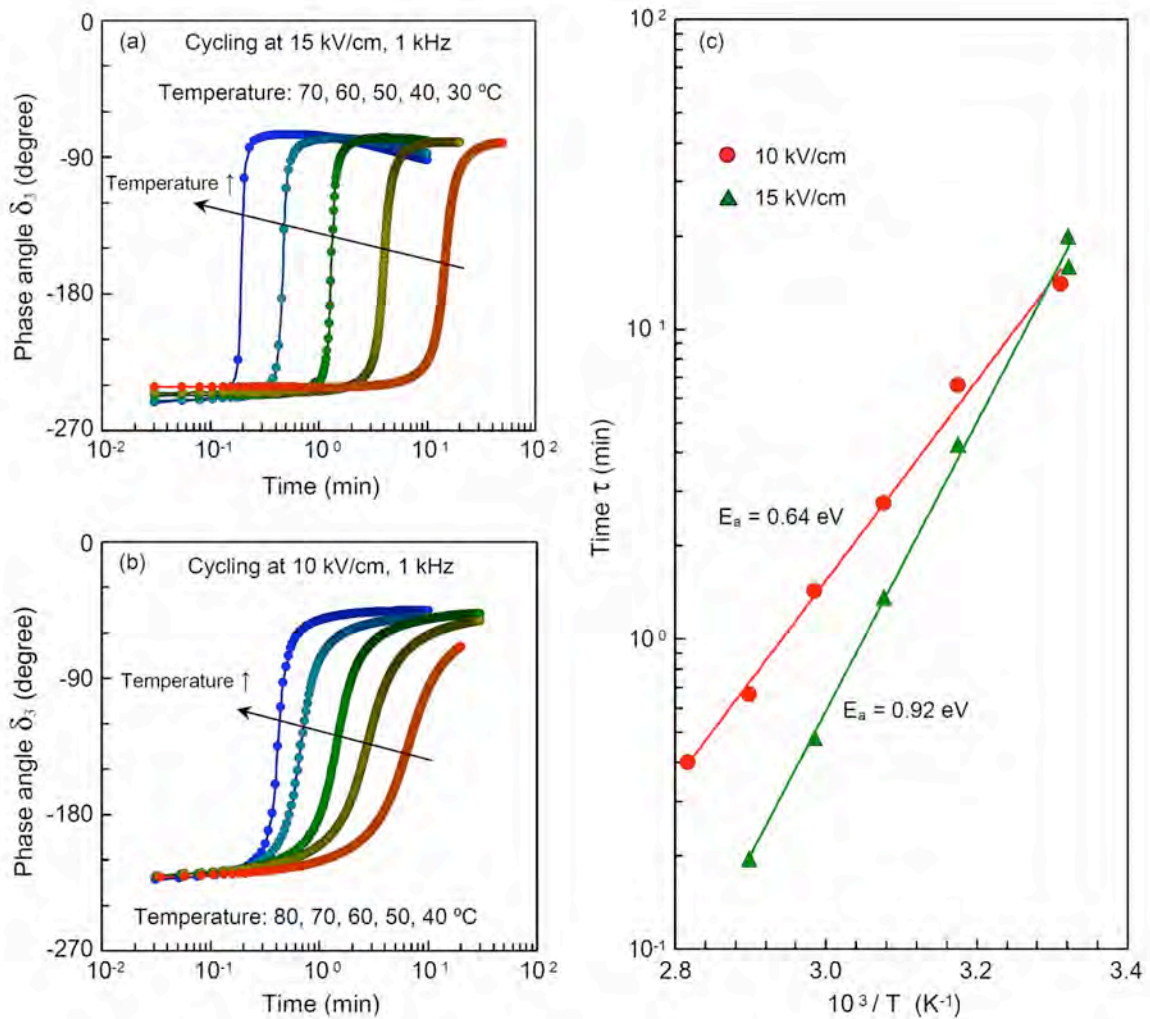 (a) Cycling at 15 kV/cm, 1 kHz
Temperature: 70, 60, 50, 40, 30 ºC
Temperature ↑
0
-90
-180
-270
Phase angle δ₃ (degree)
10⁻² 10⁻¹ 10⁰ 10¹ 10²
Time (min)
(b) Cycling at 10 kV/cm, 1 kHz
Temperature ↑
Temperature: 80, 70, 60, 50, 40 ºC
0
-90
-180
-270
Phase angle δ₃ (degree)
10⁻² 10⁻¹ 10⁰ 10¹ 10²
Time (min)
(c)
10 kV/cm
15 kV/cm
Eₐ = 0.64 eV
Eₐ = 0.92 eV
10²
10¹
10⁰
10⁻¹
Time τ (min)
2.8 3.0 3.2 3.4
10³ / T (K⁻¹)